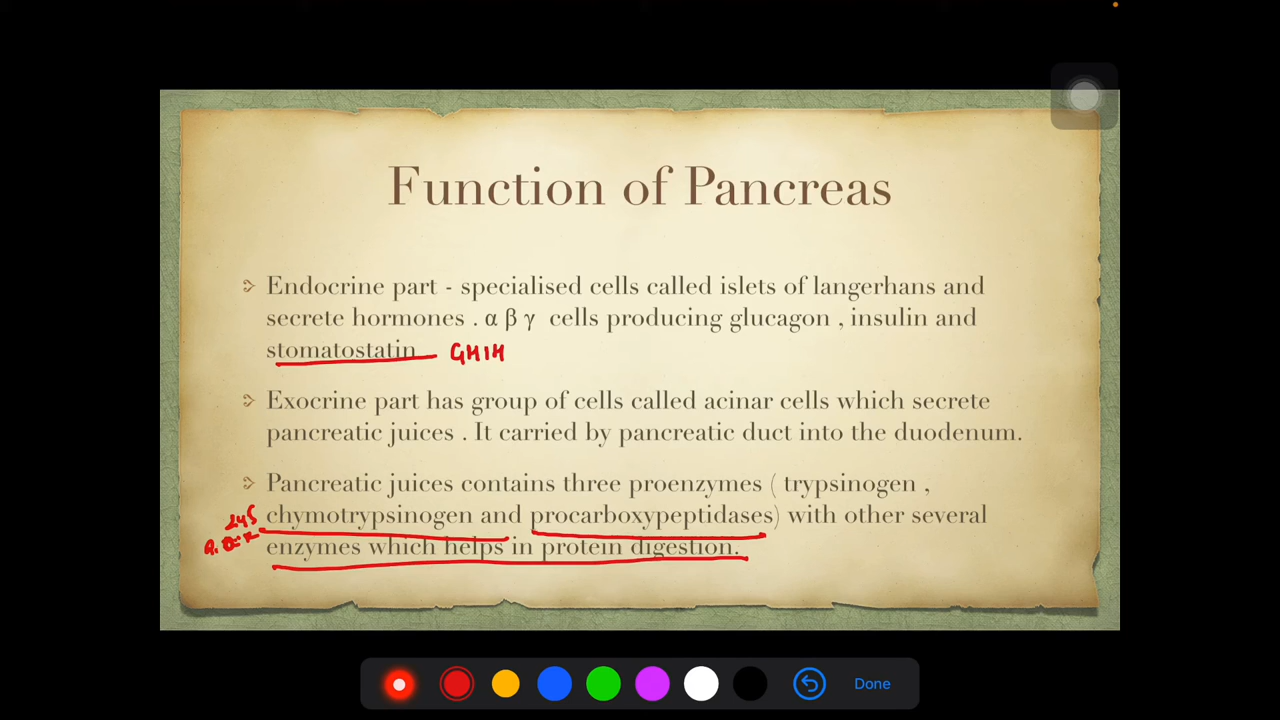 Function of Pancreas
Endocrine part - specialised cells called islets of langerhans and
secrete hormones . α β γ cells producing glucagon , insulin and
stomatostatin GHIH
Exocrine part has group of cells called acinar cells which secrete
pancreatic juices . It carried by pancreatic duct into the duodenum.
Pancreatic juices contains three proenzymes ( trypsinogen ,
245 chymotrypsinogen and procarboxypeptidases) with other several
enzymes which helps in protein digestion.
Done